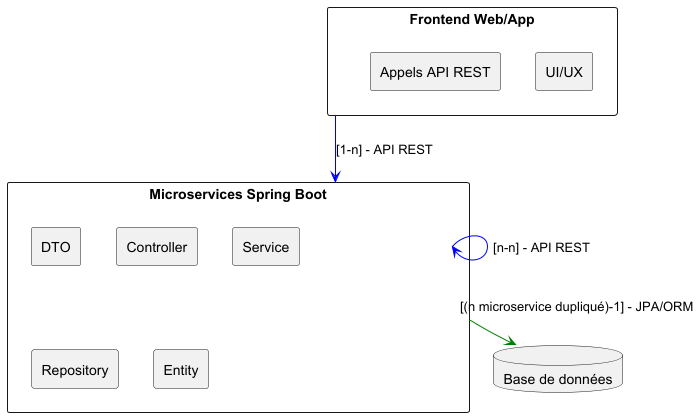 Frontend Web/App
Appels API REST
UI/UX
[1-n] - API REST
Microservices Spring Boot
DTO
Controller
Service
[n-n] - API REST
[(n microservice dupliqué)-1] - JPA/ORM
Repository
Entity
Base de données